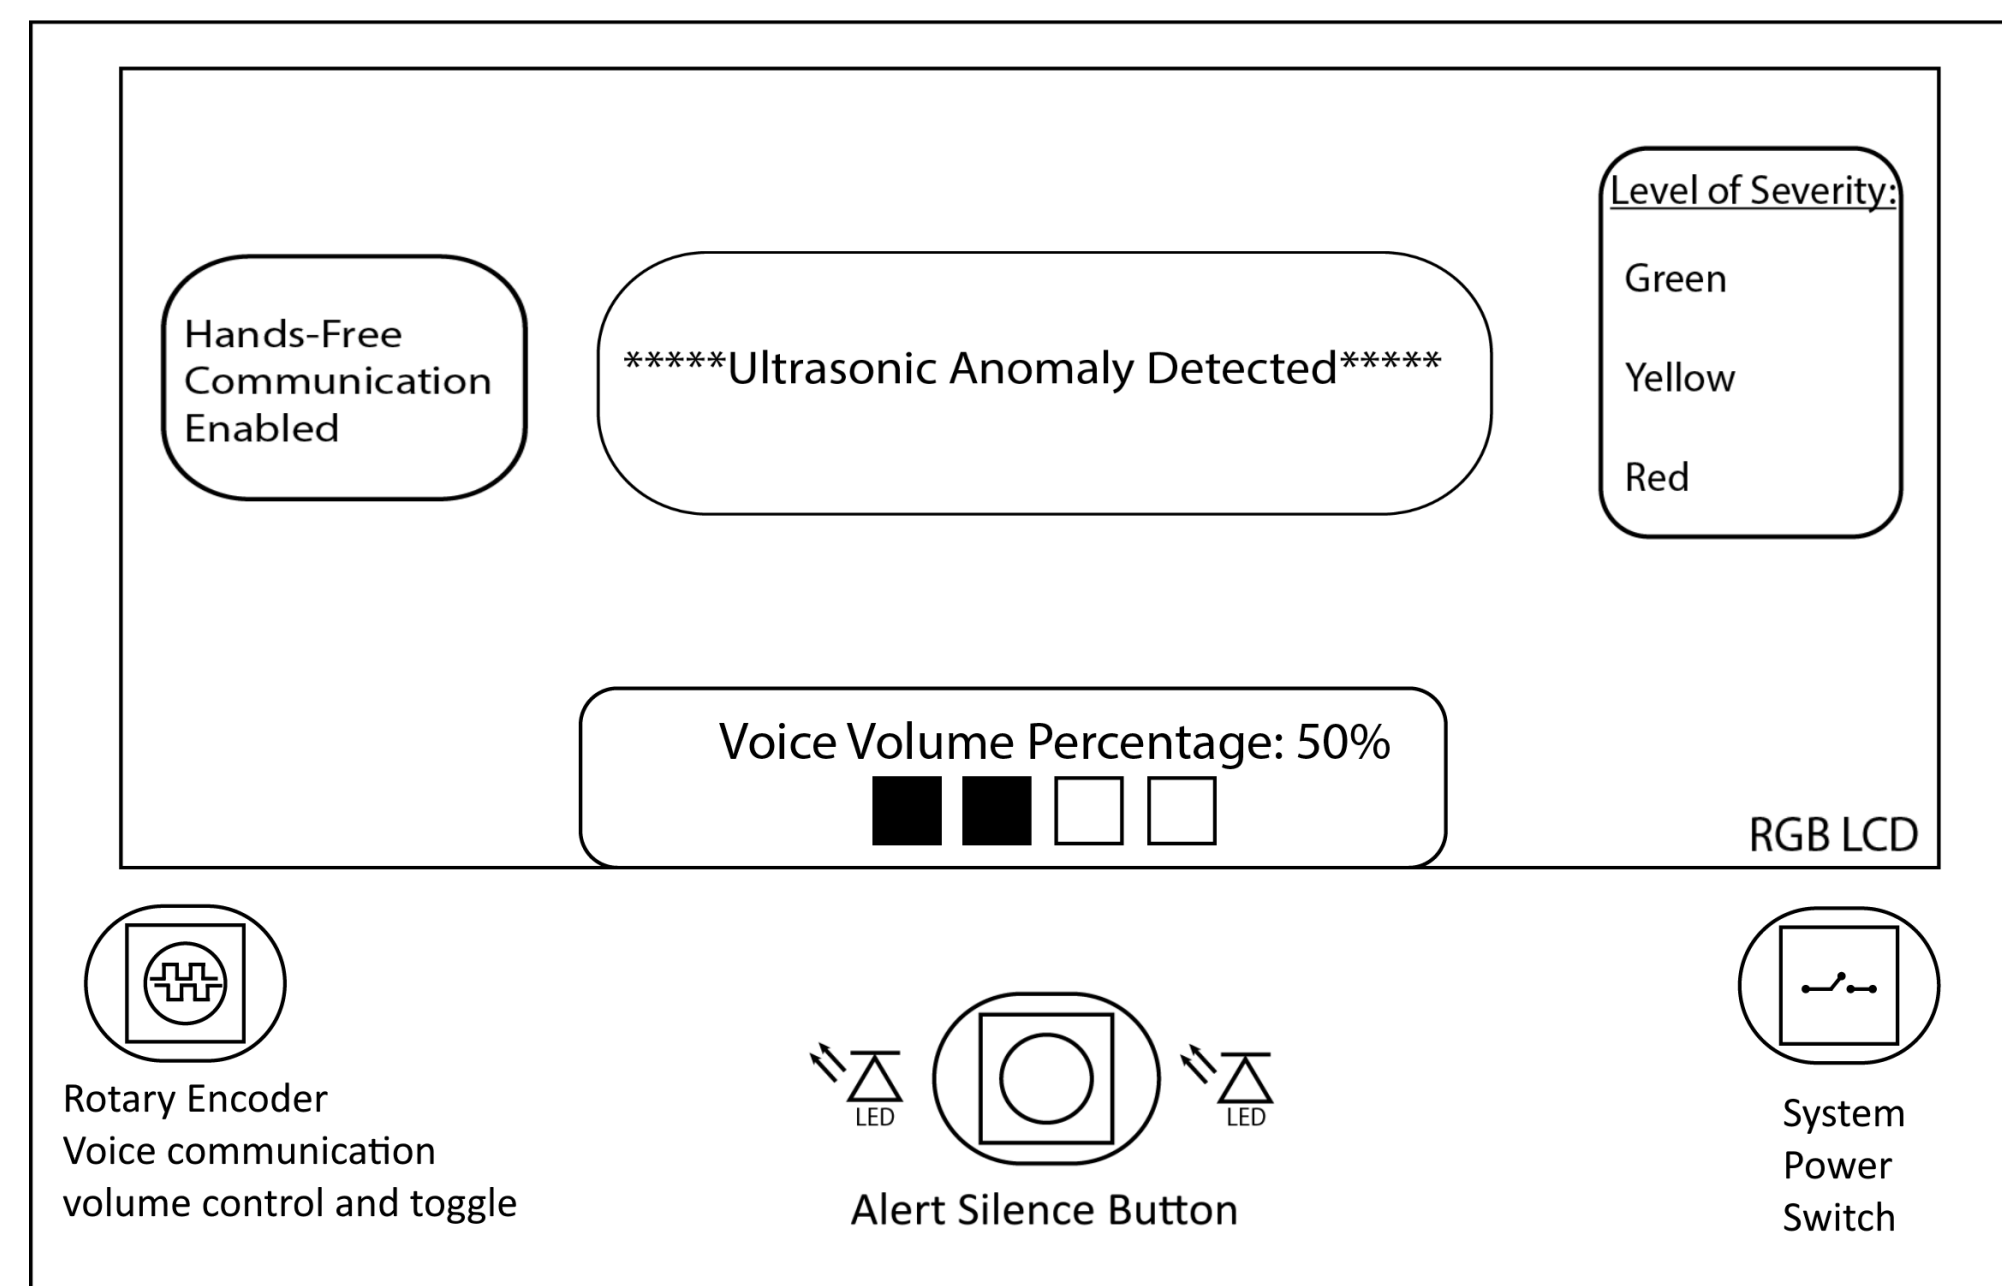 Level of Severity:
Green
Yellow
Red
Hands-Free
Communication
Enabled
*****Ultrasonic Anomaly Detected*****
Voice Volume Percentage: 50%
RGB LCD
Rotary Encoder
Voice communication
volume control and toggle
LED
LED
Alert Silence Button
System
Power
Switch